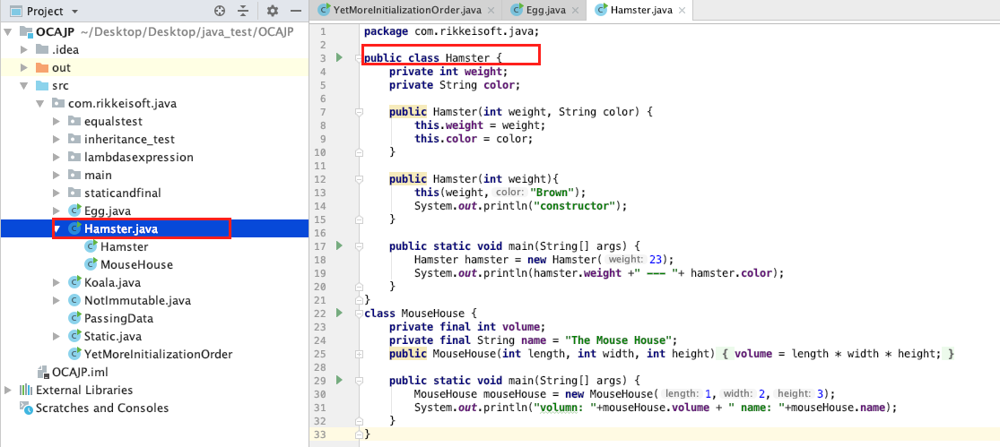 Project
OCAJP ~/Desktop/Desktop/java_test/OCAJP
.idea
out
src
com.rikkeisoft.java
equalstest
inheritance_test
lambdasexpression
main
staticandfinal
Egg.java
Hamster.java
Hamster
MouseHouse
Koala.java
NotImmutable.java
PassingData
Static.java
YetMoreInitializationOrder
OCAJP.iml
External Libraries
Scratches and Consoles
YetMoreInitializationOrder.java Egg.java Hamster.java
1 package com.rikkeisoft.java;
2
3 public class Hamster {
4 private int weight;
5 private String color;
6
7 public Hamster(int weight, String color) {
8 this.weight = weight;
9 this.color = color;
10 }
11
12 public Hamster(int weight){
13 this(weight, color: "Brown");
14 System.out.println("constructor");
15 }
16
17 public static void main(String[] args) {
18 Hamster hamster = new Hamster( weight: 23);
19 System.out.println(hamster.weight +" --- "+ hamster.color);
20 }
21 }
22 class MouseHouse {
23 private final int volume;
24 private final String name = "The Mouse House";
25 public MouseHouse(int length, int width, int height) { volume = length * width * height; }
28
29 public static void main(String[] args) {
30 MouseHouse mouseHouse = new MouseHouse( length: 1, width: 2, height: 3);
31 System.out.println("volumn: "+mouseHouse.volume + " name: "+mouseHouse.name);
32 }
33 }